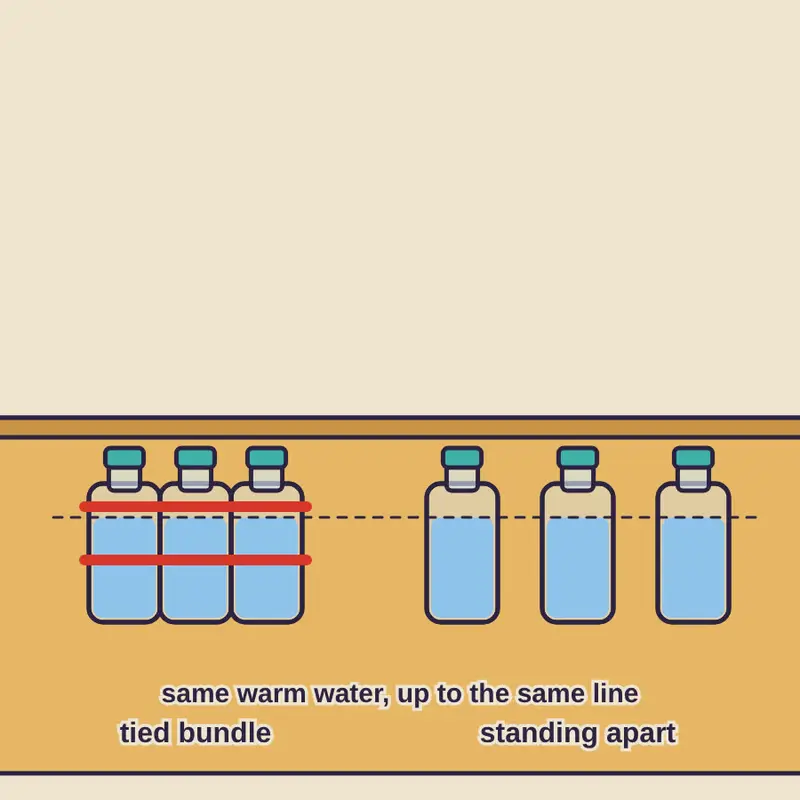 same warm water, up to the same line
tied bundle
standing apart